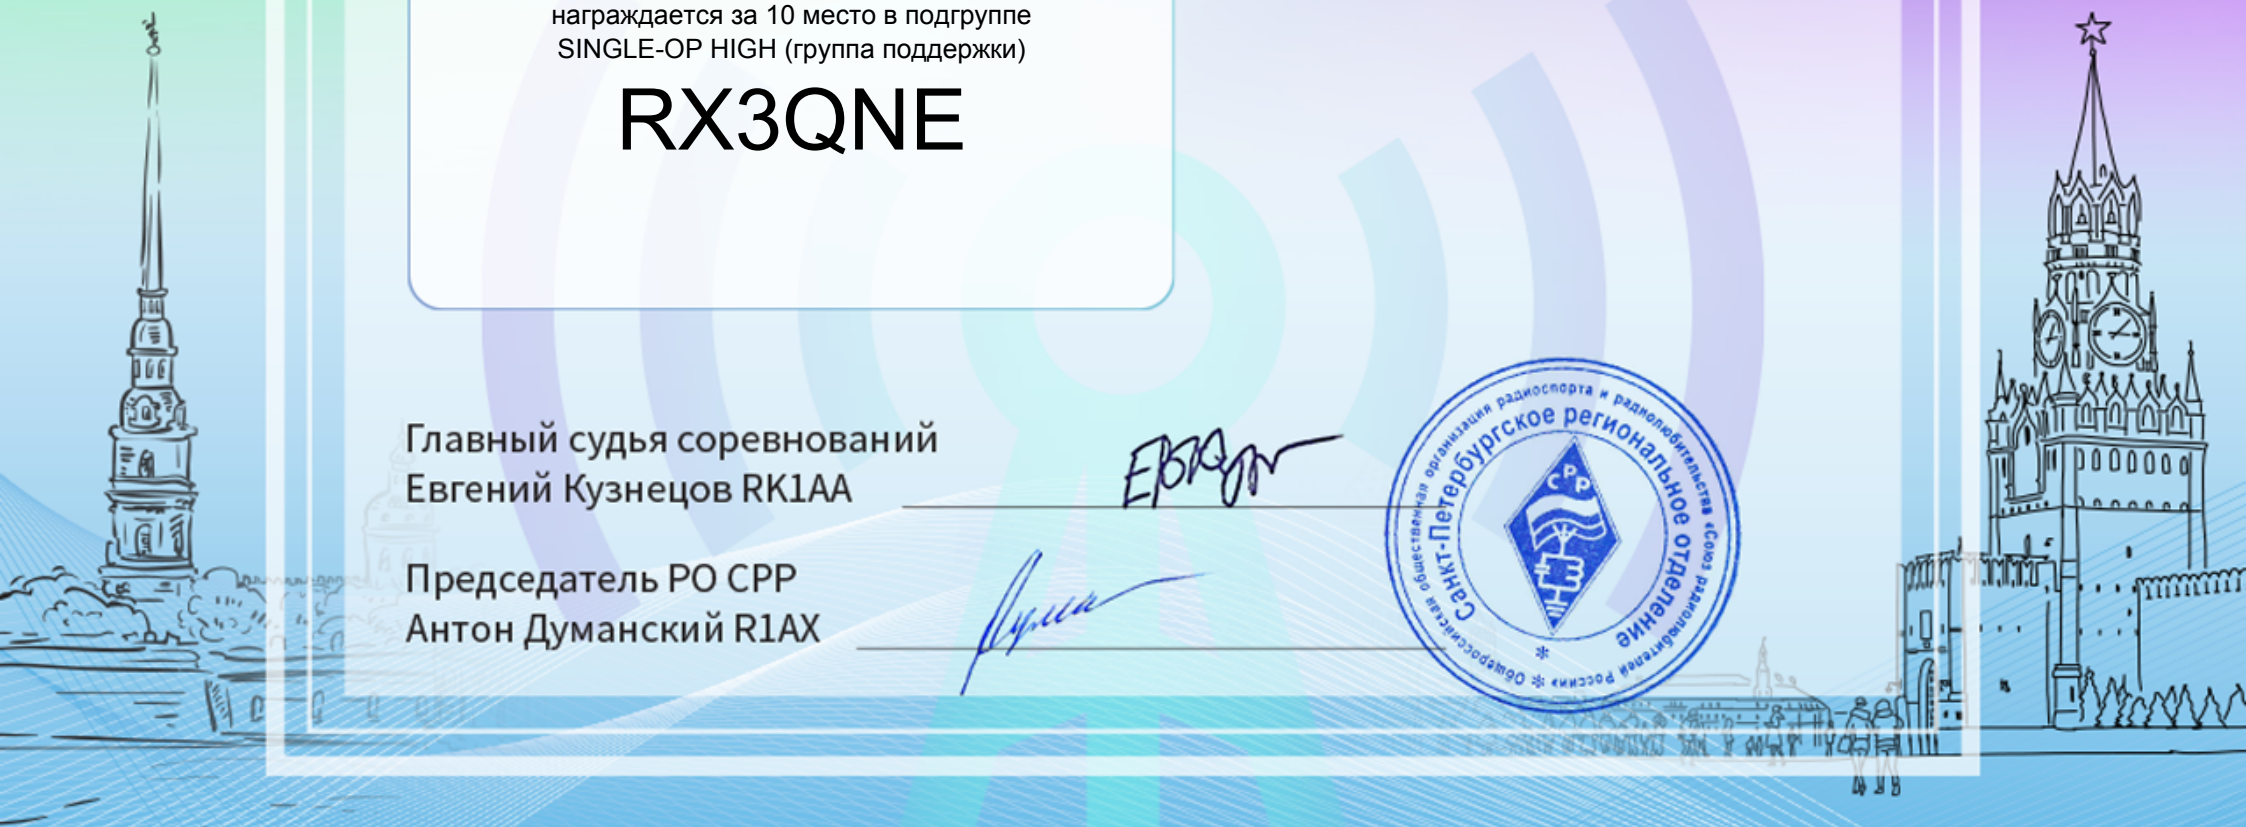 награждается за 10 место в подгруппе
SINGLE-OP HIGH (группа поддержки)
RX3QNE
Главный судья соревнований
Евгений Кузнецов RK1AA
Председатель РО СРР
Антон Думанский R1AX
Общероссийская общественная организация радиоспорта и радиолюбительства «Союз радиолюбителей России»
Санкт-Петербургское региональное отделение
СРР